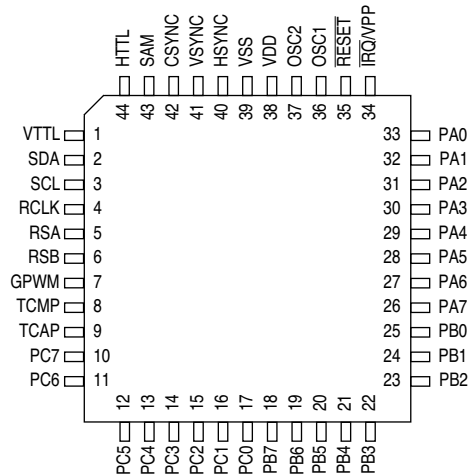 HTTL SAM CSYNC VSYNC HSYNC VSS VDD OSC2 OSC1 RESET IRQ/VPP
44 43 42 41 40 39 38 37 36 35 34
VTTL 1 33 PA0
SDA 2 32 PA1
SCL 3 31 PA2
RCLK 4 30 PA3
RSA 5 29 PA4
RSB 6 28 PA5
GPWM 7 27 PA6
TCMP 8 26 PA7
TCAP 9 25 PB0
PC7 10 24 PB1
PC6 11 23 PB2
12 13 14 15 16 17 18 19 20 21 22
PC5 PC4 PC3 PC2 PC1 PC0 PB7 PB6 PB5 PB4 PB3